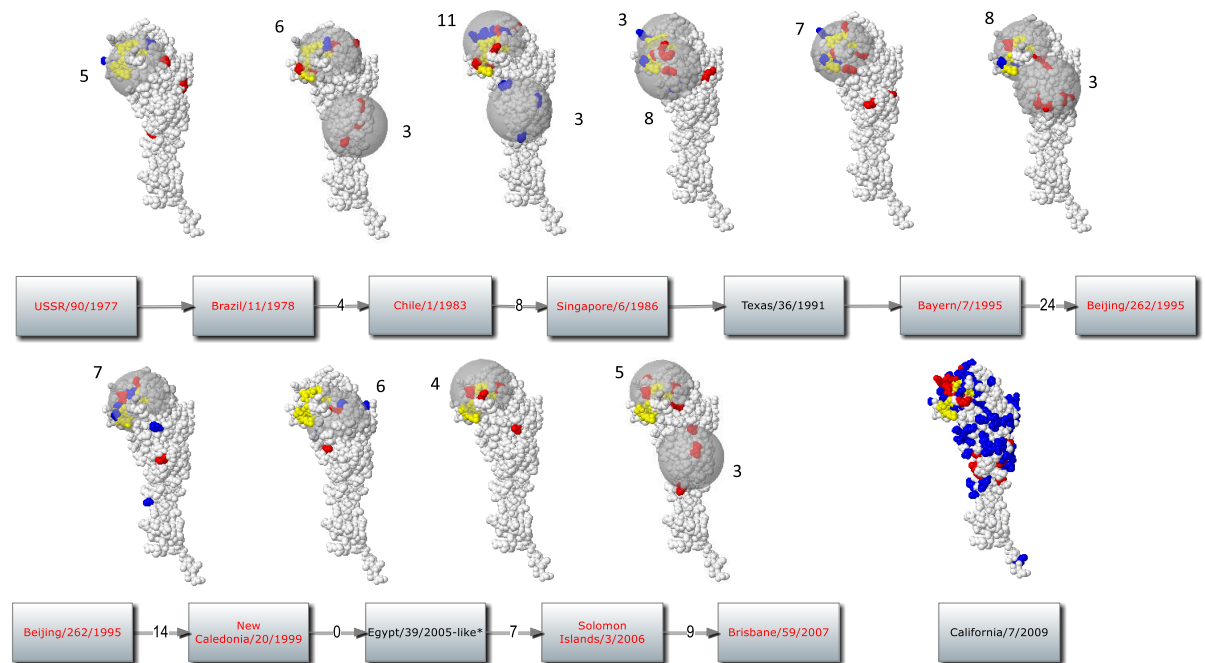 5
6
3
11
3
3
8
7
8
3
USSR/90/1977
Brazil/11/1978
4
Chile/1/1983
8
Singapore/6/1986
Texas/36/1991
Bayern/7/1995
24
Beijing/262/1995
7
6
4
5
3
Beijing/262/1995
14
New
Caledonia/20/1999
0
Egypt/39/2005-like*
7
Solomon
Islands/3/2006
9
Brisbane/59/2007
California/7/2009